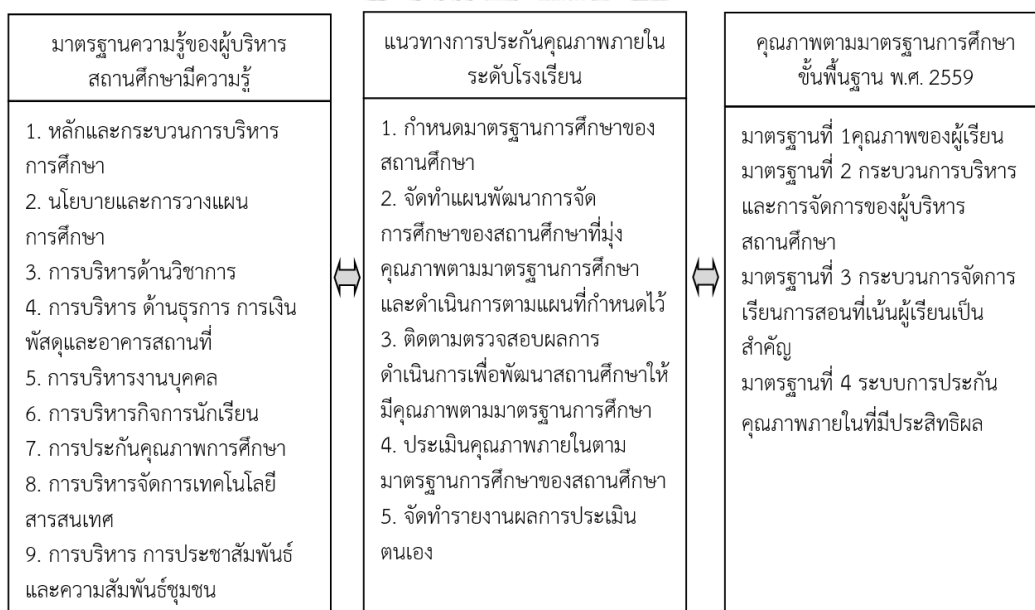 มาตรฐานความรู้ของผู้บริหาร
สถานศึกษามีความรู้
1. หลักและกระบวนการบริหาร
การศึกษา
2. นโยบายและการวางแผน
การศึกษา
3. การบริหารด้านวิชาการ
4. การบริหาร ด้านธุรการ การเงิน
พัสดุและอาคารสถานที่
5. การบริหารงานบุคคล
6. การบริหารกิจการนักเรียน
7. การประกันคุณภาพการศึกษา
8. การบริหารจัดการเทคโนโลยี
สารสนเทศ
9. การบริหาร การประชาสัมพันธ์
และความสัมพันธ์ชุมชน
แนวทางการประกันคุณภาพภายใน
ระดับโรงเรียน
1. กำหนดมาตรฐานการศึกษาของ
สถานศึกษา
2. จัดทำแผนพัฒนาการจัด
การศึกษาของสถานศึกษาที่มุ่ง
คุณภาพตามมาตรฐานการศึกษา
และดำเนินการตามแผนที่กำหนดไว้
3. ติดตามตรวจสอบผลการ
ดำเนินการเพื่อพัฒนาสถานศึกษาให้
มีคุณภาพตามมาตรฐานการศึกษา
4. ประเมินคุณภาพภายในตาม
มาตรฐานการศึกษาของสถานศึกษา
5. จัดทำรายงานผลการประเมิน
ตนเอง
คุณภาพตามมาตรฐานการศึกษา
ขั้นพื้นฐาน พ.ศ. 2559
มาตรฐานที่ 1คุณภาพของผู้เรียน
มาตรฐานที่ 2 กระบวนการบริหาร
และการจัดการของผู้บริหาร
สถานศึกษา
มาตรฐานที่ 3 กระบวนการจัดการ
เรียนการสอนที่เน้นผู้เรียนเป็น
สำคัญ
มาตรฐานที่ 4 ระบบการประกัน
คุณภาพภายในที่มีประสิทธิผล